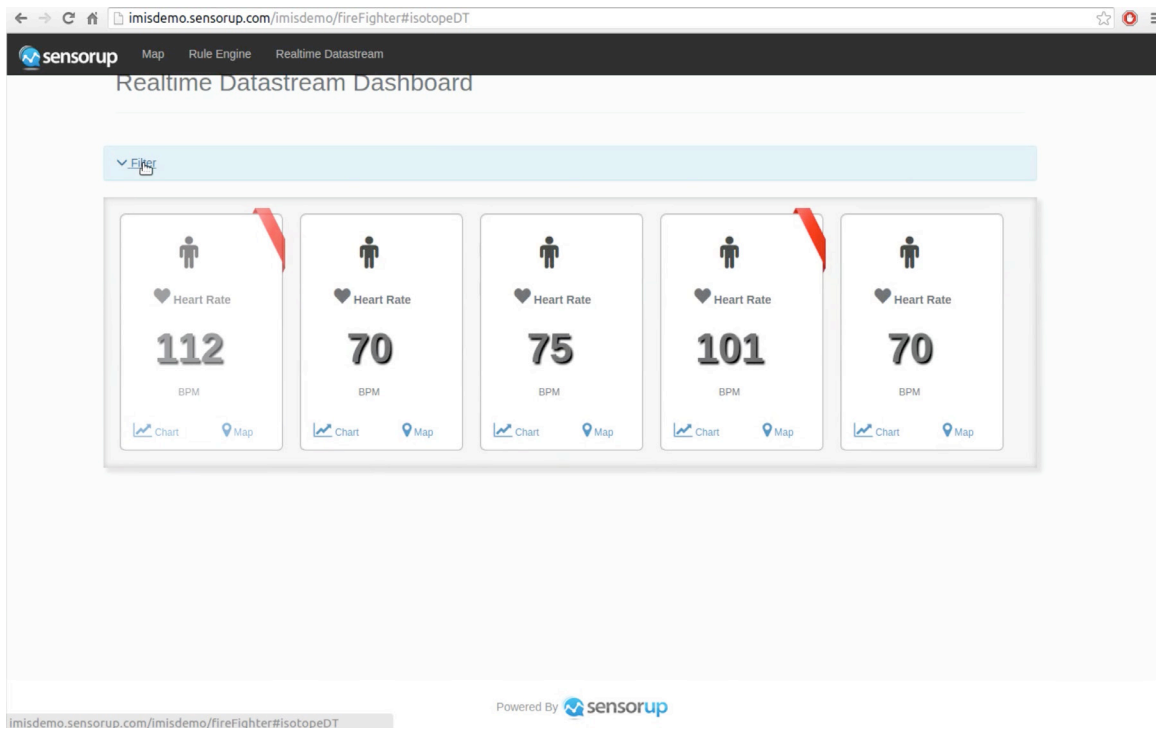 imisdemo.sensorup.com/imisdemo/fireFighter#isotopeDT
sensorup Map Rule Engine Realtime Datastream
Realtime Datastream Dashboard
Filter
Heart Rate Heart Rate Heart Rate Heart Rate Heart Rate
112 70 75 101 70
BPM BPM BPM BPM BPM
Chart Map Chart Map Chart Map Chart Map Chart Map
Powered By sensorup
imisdemo.sensorup.com/imisdemo/fireFighter#isotopeDT